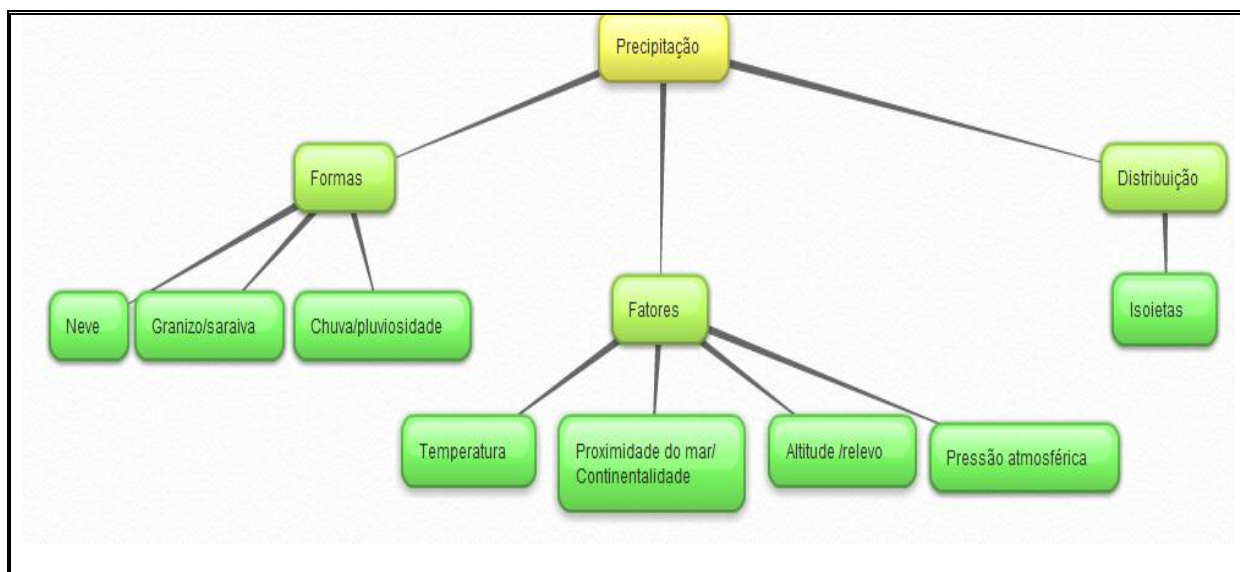 Precipitação
Formas
Distribuição
Neve
Granizo/saraiva
Chuva/pluviosidade
Fatores
Isoietas
Temperatura
Proximidade do mar/
Continentalidade
Altitude /relevo
Pressão atmosférica